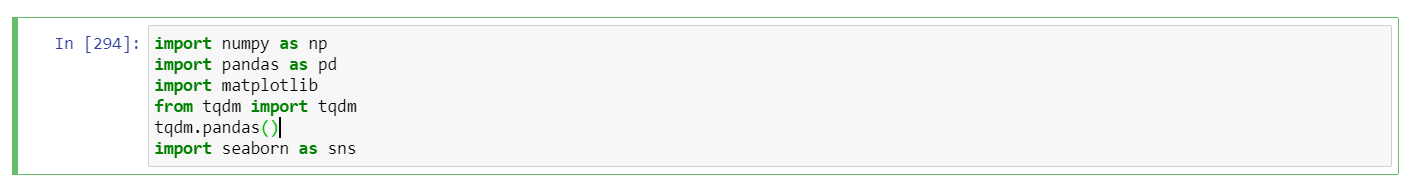 In [294]: import numpy as np
import pandas as pd
import matplotlib
from tqdm import tqdm
tqdm.pandas()
import seaborn as sns